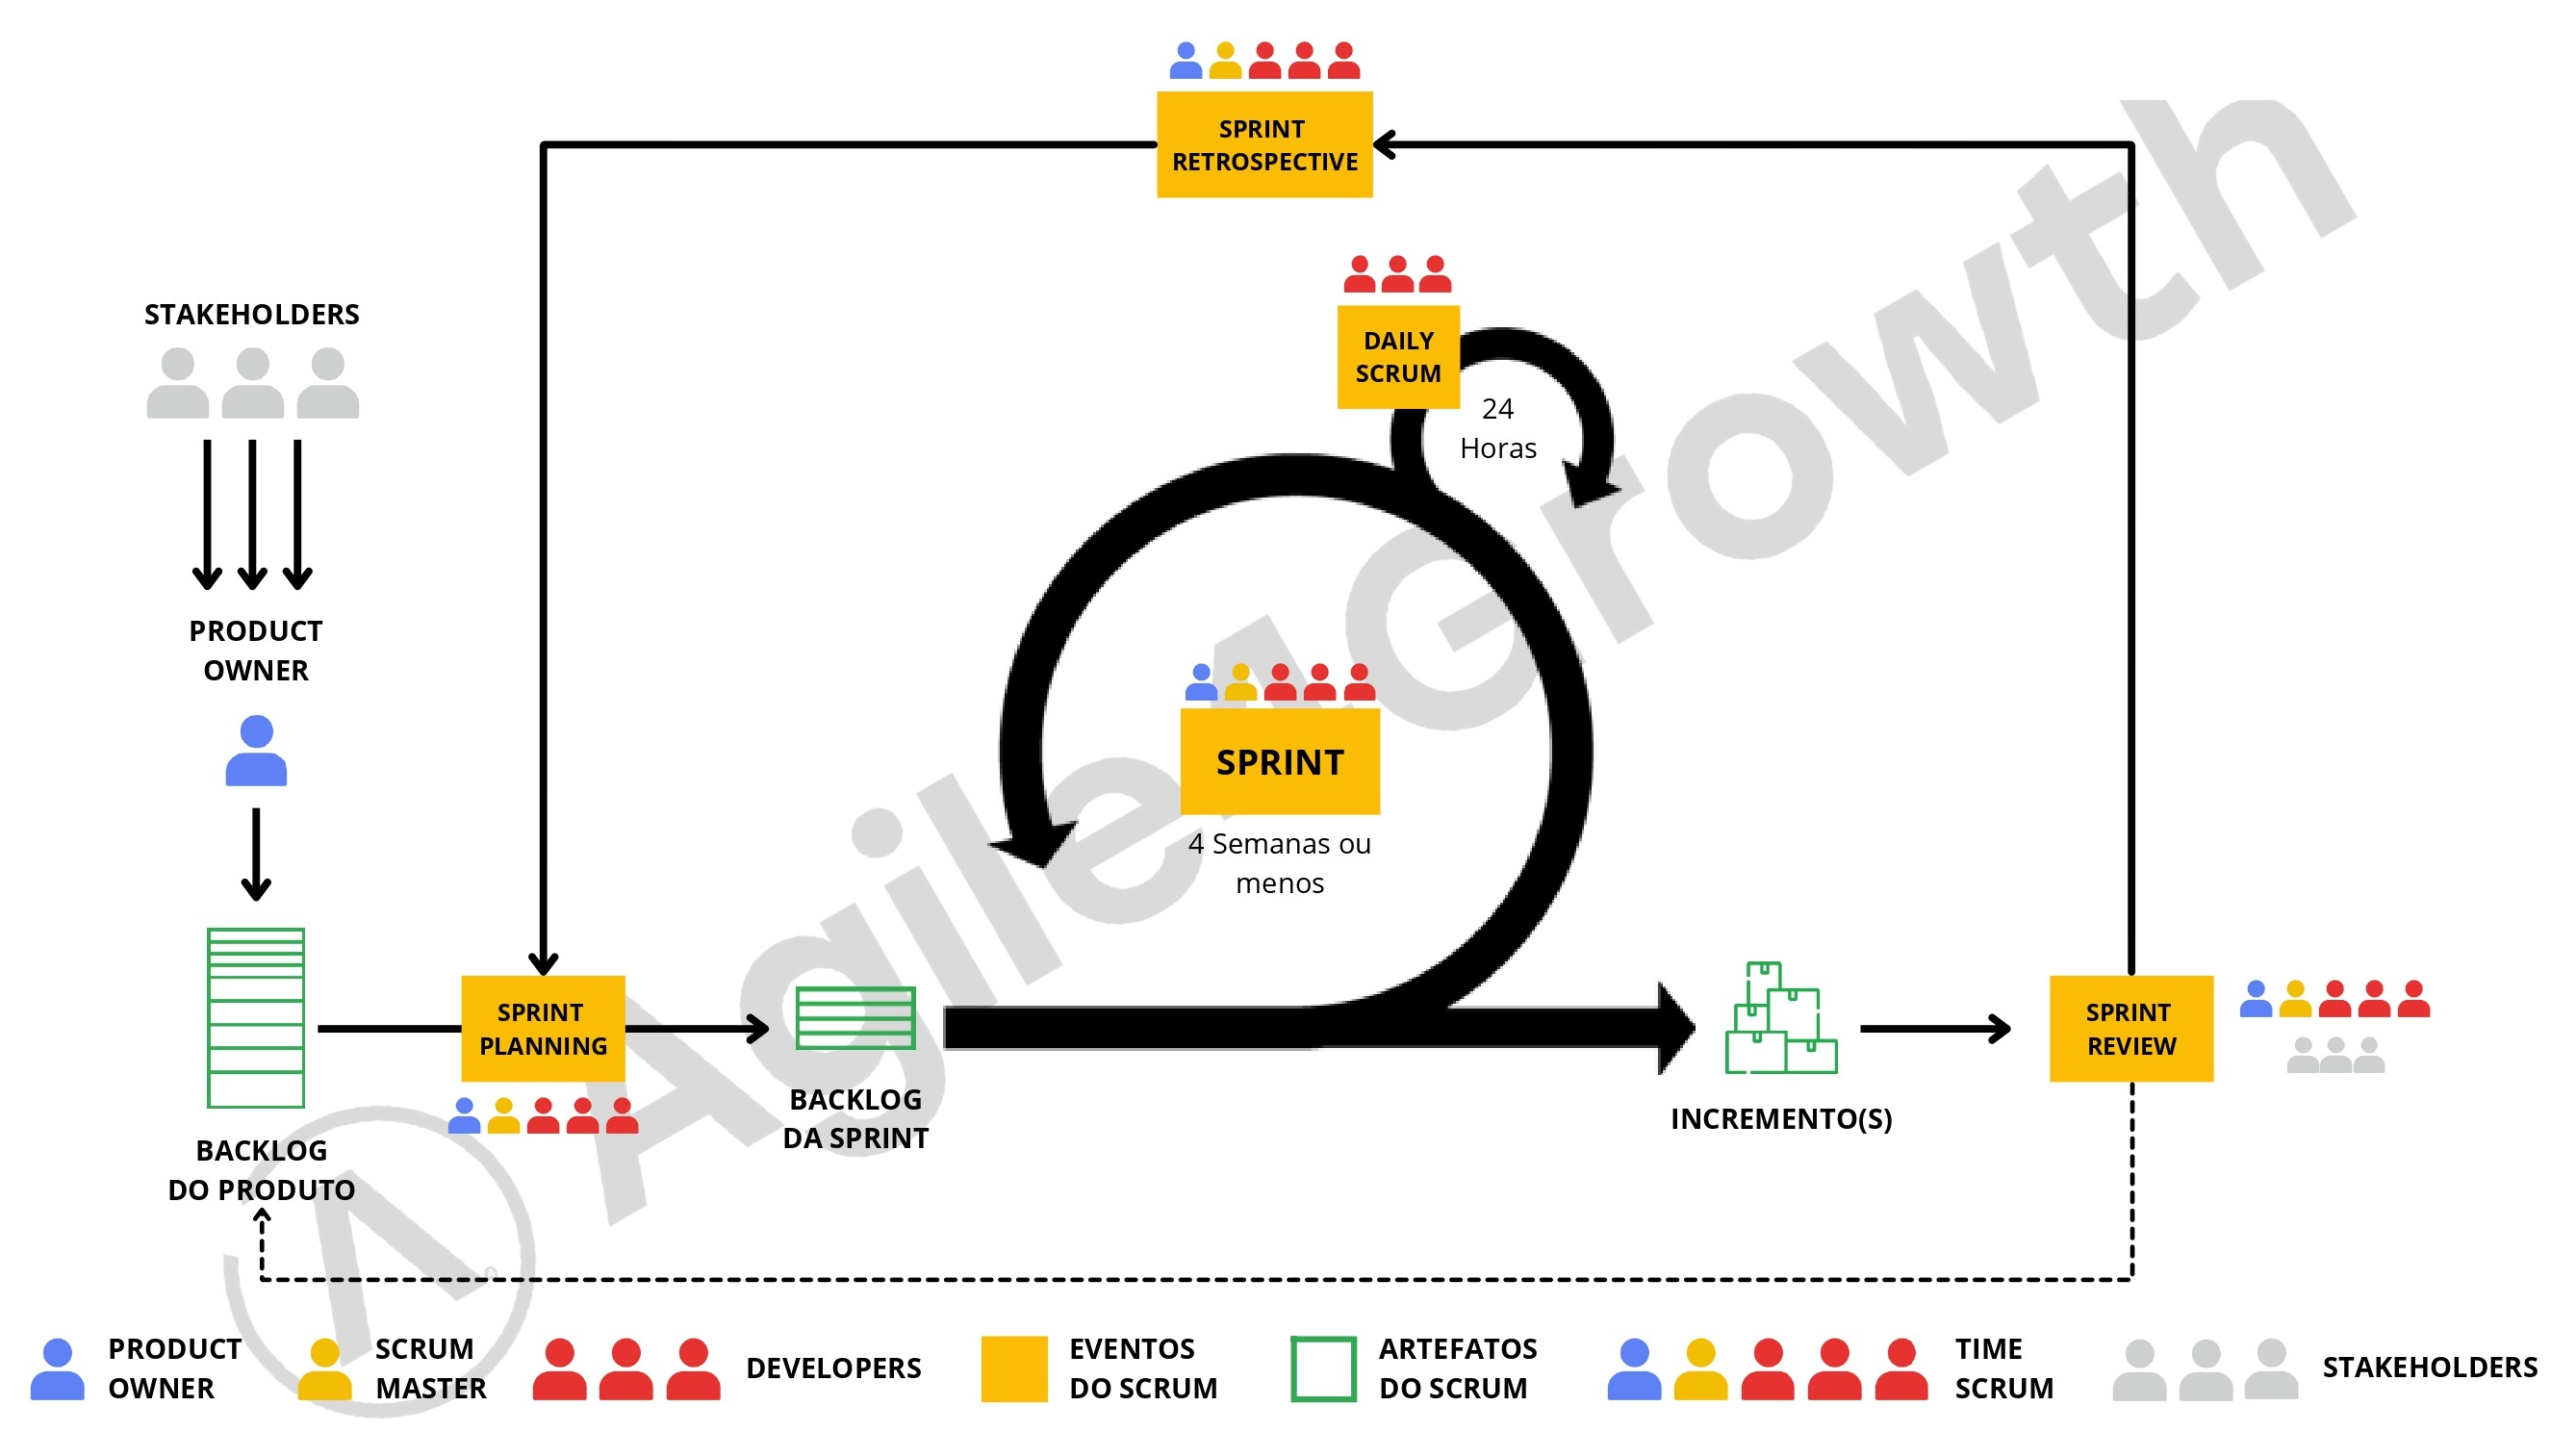 SPRINT
RETROSPECTIVE
STAKEHOLDERS
DAILY
SCRUM
24
Horas
PRODUCT
OWNER
SPRINT
4 Semanas ou
menos
SPRINT
PLANNING
BACKLOG
DO PRODUTO
BACKLOG
DA SPRINT
INCREMENTO(S)
SPRINT
REVIEW
Agile4Growth
PRODUCT
OWNER
SCRUM
MASTER
DEVELOPERS
EVENTOS
DO SCRUM
ARTEFATOS
DO SCRUM
TIME
SCRUM
STAKEHOLDERS